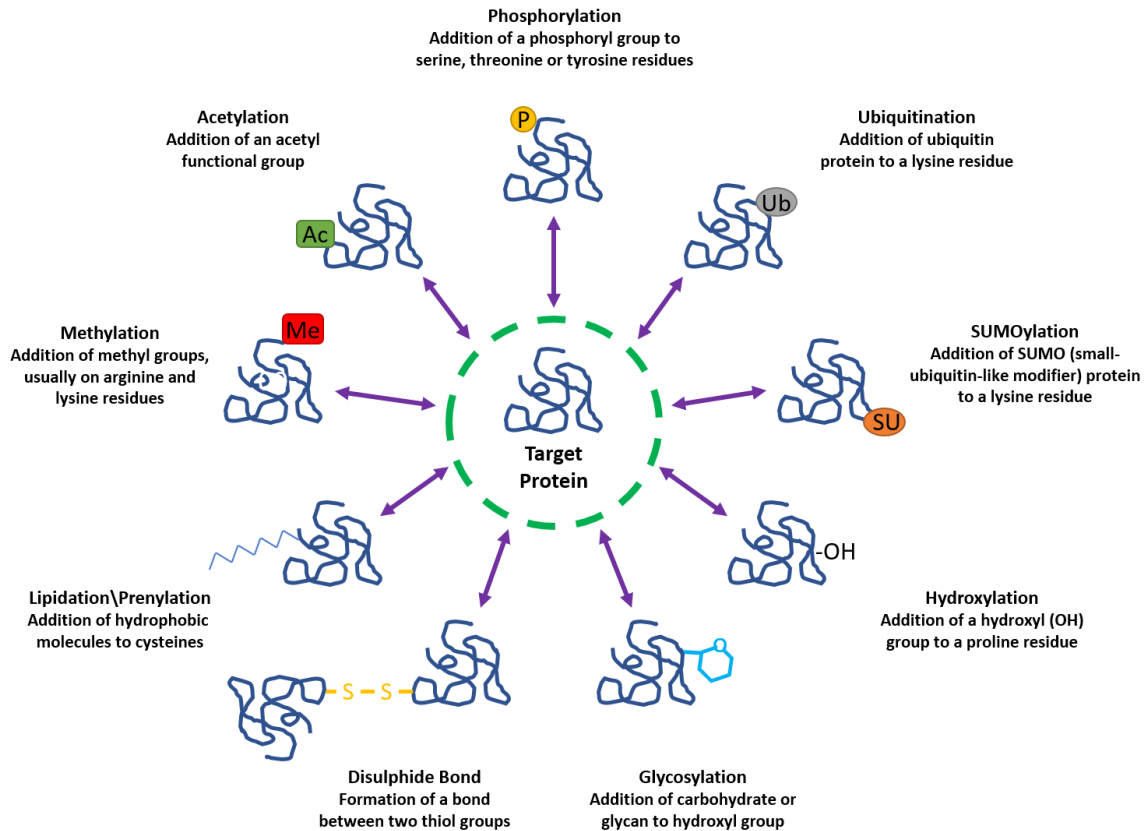 Phosphorylation
Addition of a phosphoryl group to
serine, threonine or tyrosine residues
P
Acetylation
Addition of an acetyl
functional group
Ac
Ubiquitination
Addition of ubiquitin
protein to a lysine residue
Ub
Methylation
Addition of methyl groups,
usually on arginine and
lysine residues
Me
SUMOylation
Addition of SUMO (small-
ubiquitin-like modifier) protein
to a lysine residue
SU
Target
Protein
-OH
Lipidation\Prenylation
Addition of hydrophobic
molecules to cysteines
Hydroxylation
Addition of a hydroxyl (OH)
group to a proline residue
O
S S
Disulphide Bond
Formation of a bond
between two thiol groups
Glycosylation
Addition of carbohydrate or
glycan to hydroxyl group